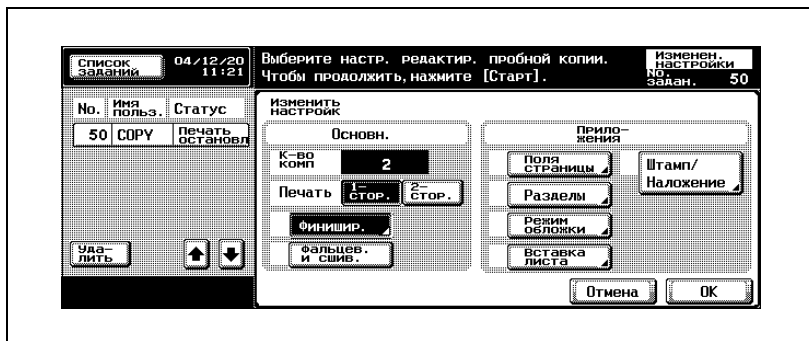 Список
заданий
04/12/20
11:21
Выберите настр. редактир. пробной копии.
Чтобы продолжить, нажмите [Старт].
Изменен.
настройки
No.
задан.
50
No. Имя
польз. Статус
50 COPY Печать
остановл
Уда-
лить
Изменить
настройк
Основн.
К-во
комп
2
Печать
1-
стор.
2-
стор.
Финишир.
Фальцев.
и сшив.
Прило-
жения
Поля
страницы
Разделы
Режим
обложки
Вставка
листа
Штамп/
Наложение
Отмена
OK